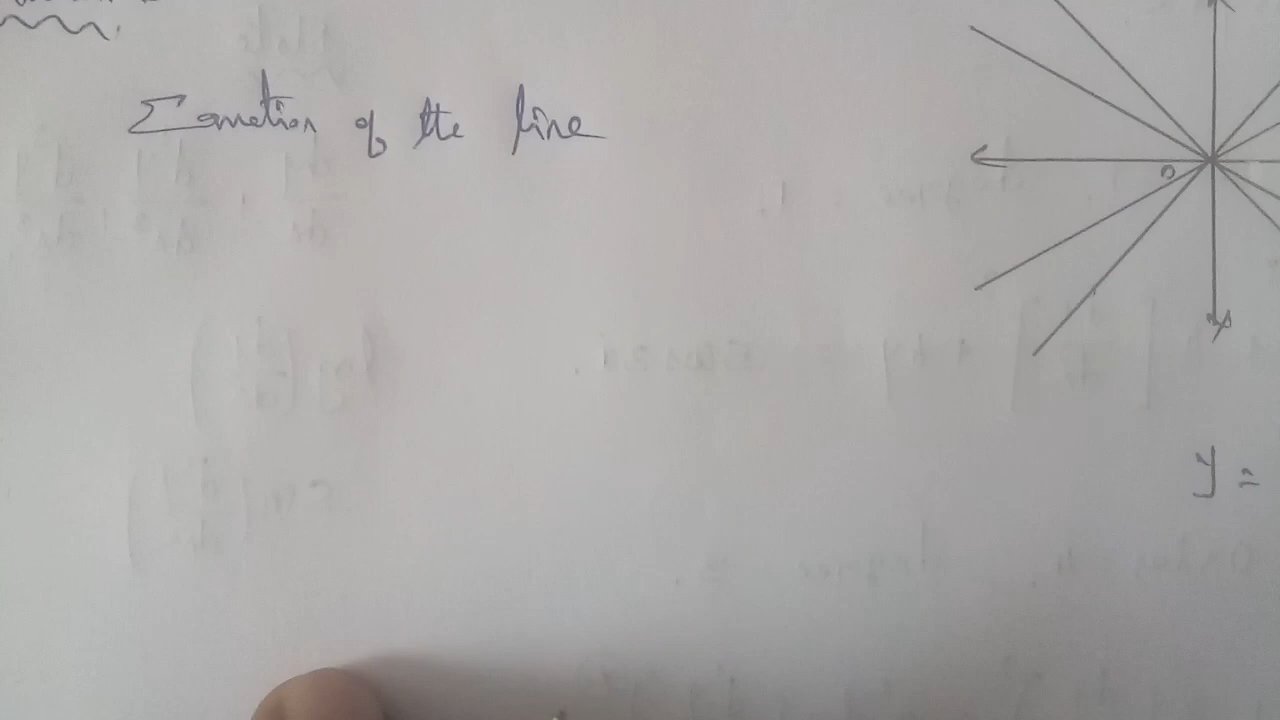 Equation of the line
o
y =